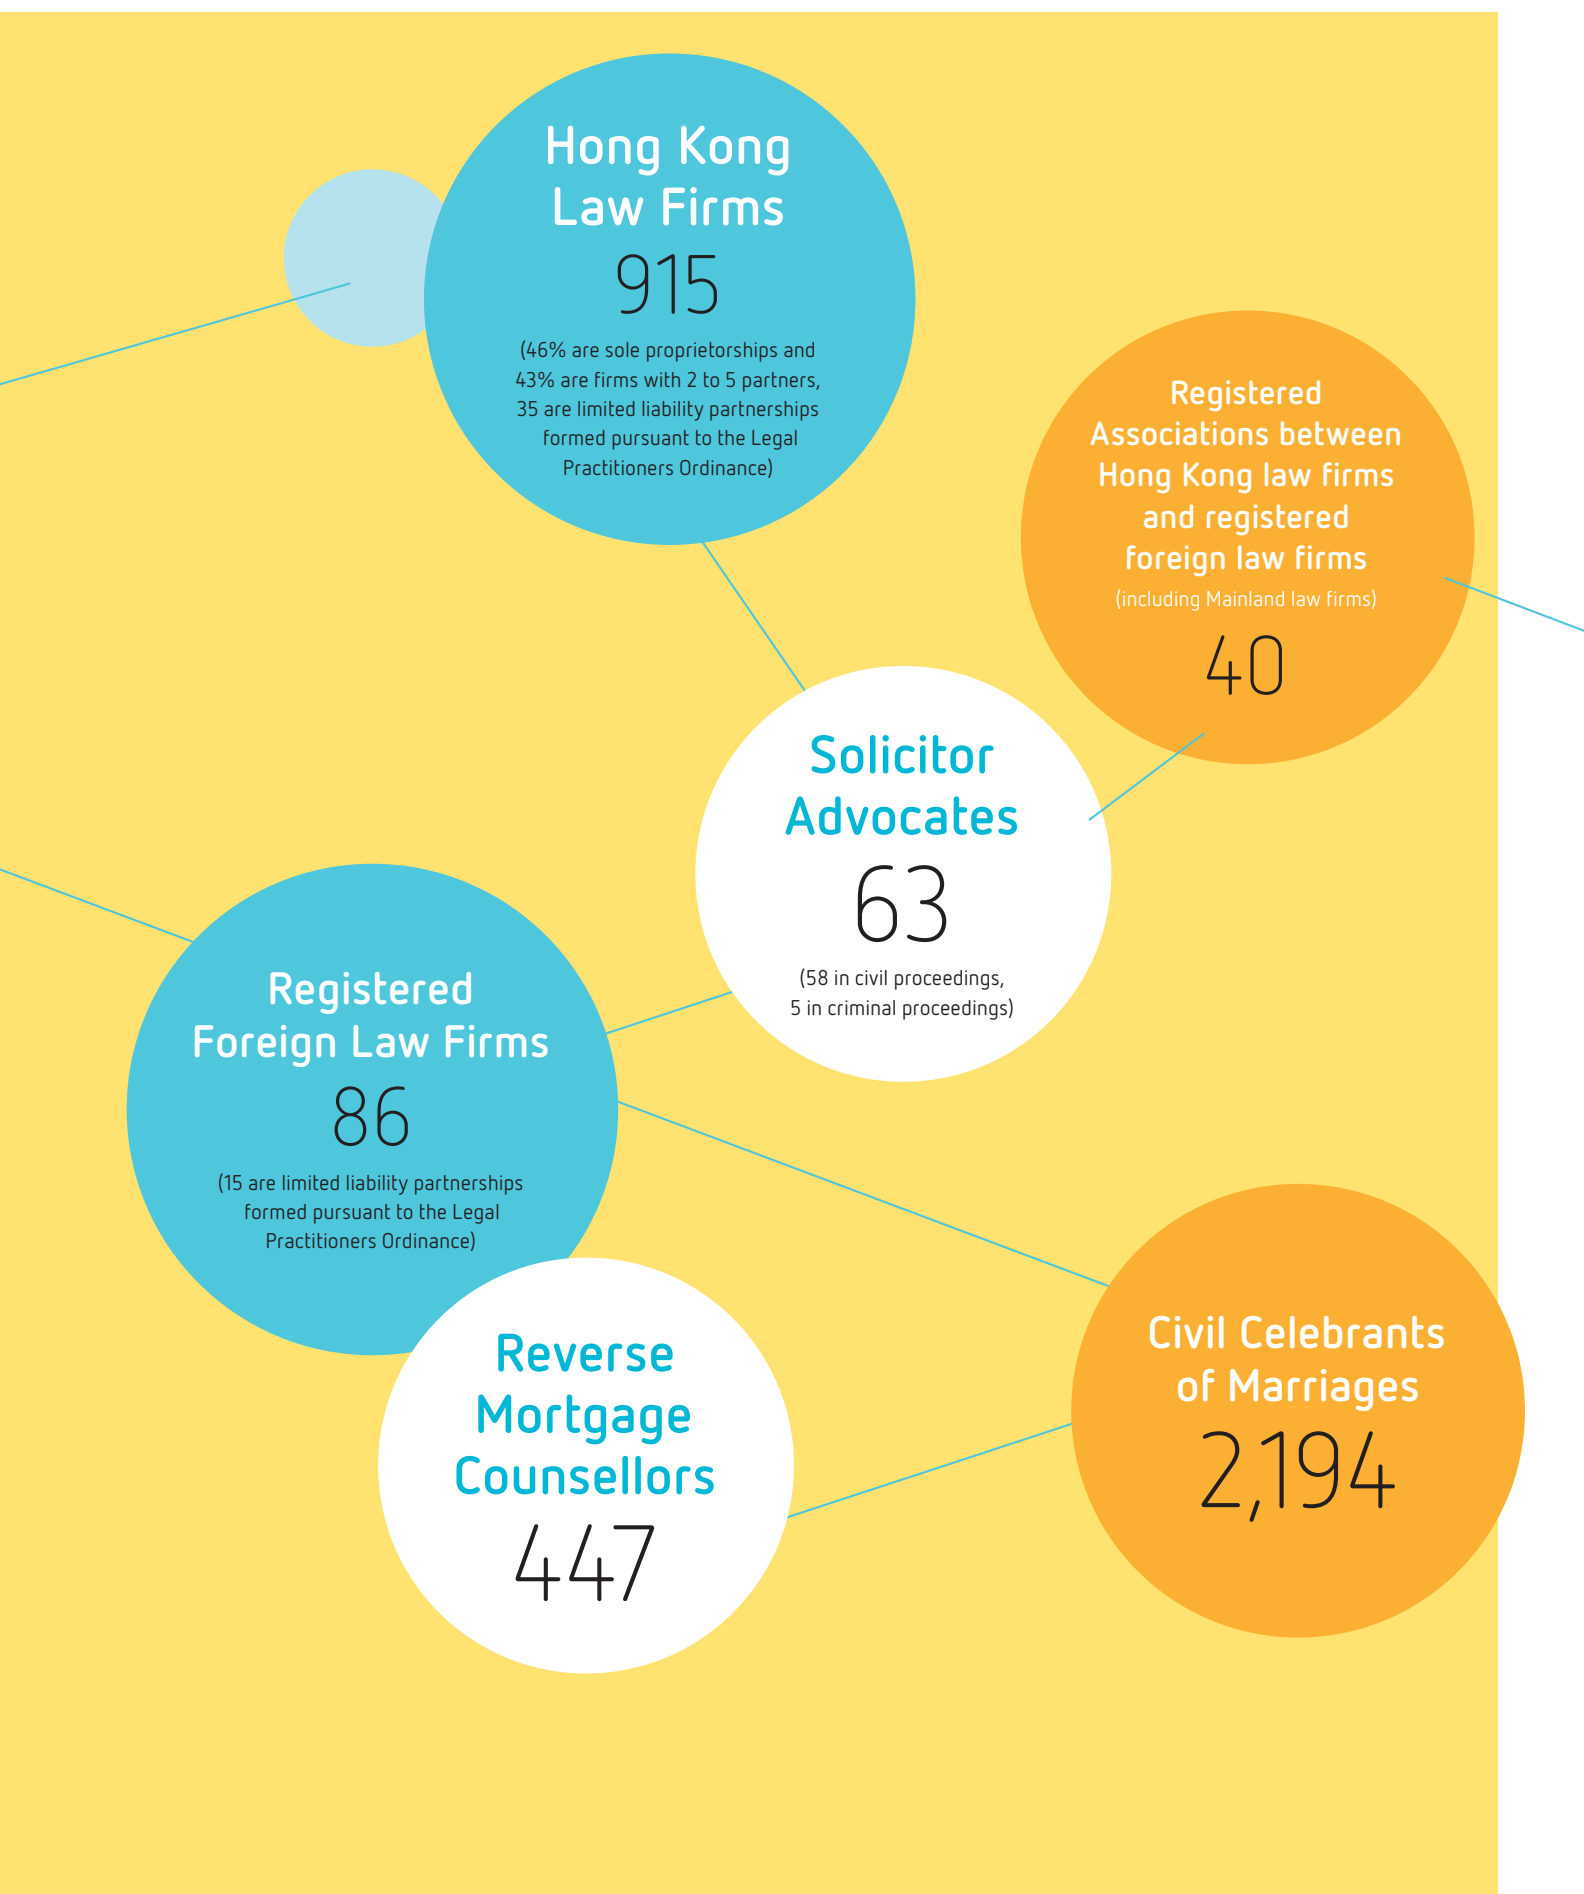 Hong Kong
Law Firms
915
(46% are sole proprietorships and
43% are firms with 2 to 5 partners,
35 are limited liability partnerships
formed pursuant to the Legal
Practitioners Ordinance)
Registered
Associations between
Hong Kong law firms
and registered
foreign law firms
(including Mainland law firms)
40
Solicitor
Advocates
63
(58 in civil proceedings,
5 in criminal proceedings)
Registered
Foreign Law Firms
86
(15 are limited liability partnerships
formed pursuant to the Legal
Practitioners Ordinance)
Reverse
Mortgage
Counsellors
447
Civil Celebrants
of Marriages
2,194